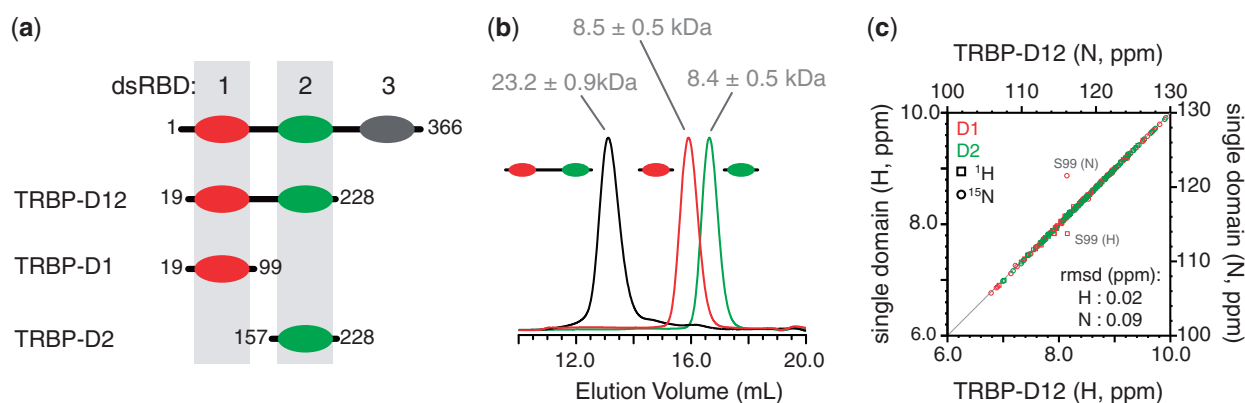 (a)
dsRBD: 1 2 3
1 366
TRBP-D12 19 228
TRBP-D1 19 99
TRBP-D2 157 228
(b)
8.5 ± 0.5 kDa
23.2 ± 0.9kDa
8.4 ± 0.5 kDa
12.0 16.0 20.0
Elution Volume (mL)
(c)
TRBP-D12 (N, ppm)
100 110 120 130
10.0 130
D1
D2
¹H
¹⁵N
S99 (N)
120
8.0
S99 (H)
110
rmsd (ppm):
H : 0.02
N : 0.09
6.0 100
6.0 8.0 10.0
TRBP-D12 (H, ppm)
single domain (H, ppm)
single domain (N, ppm)